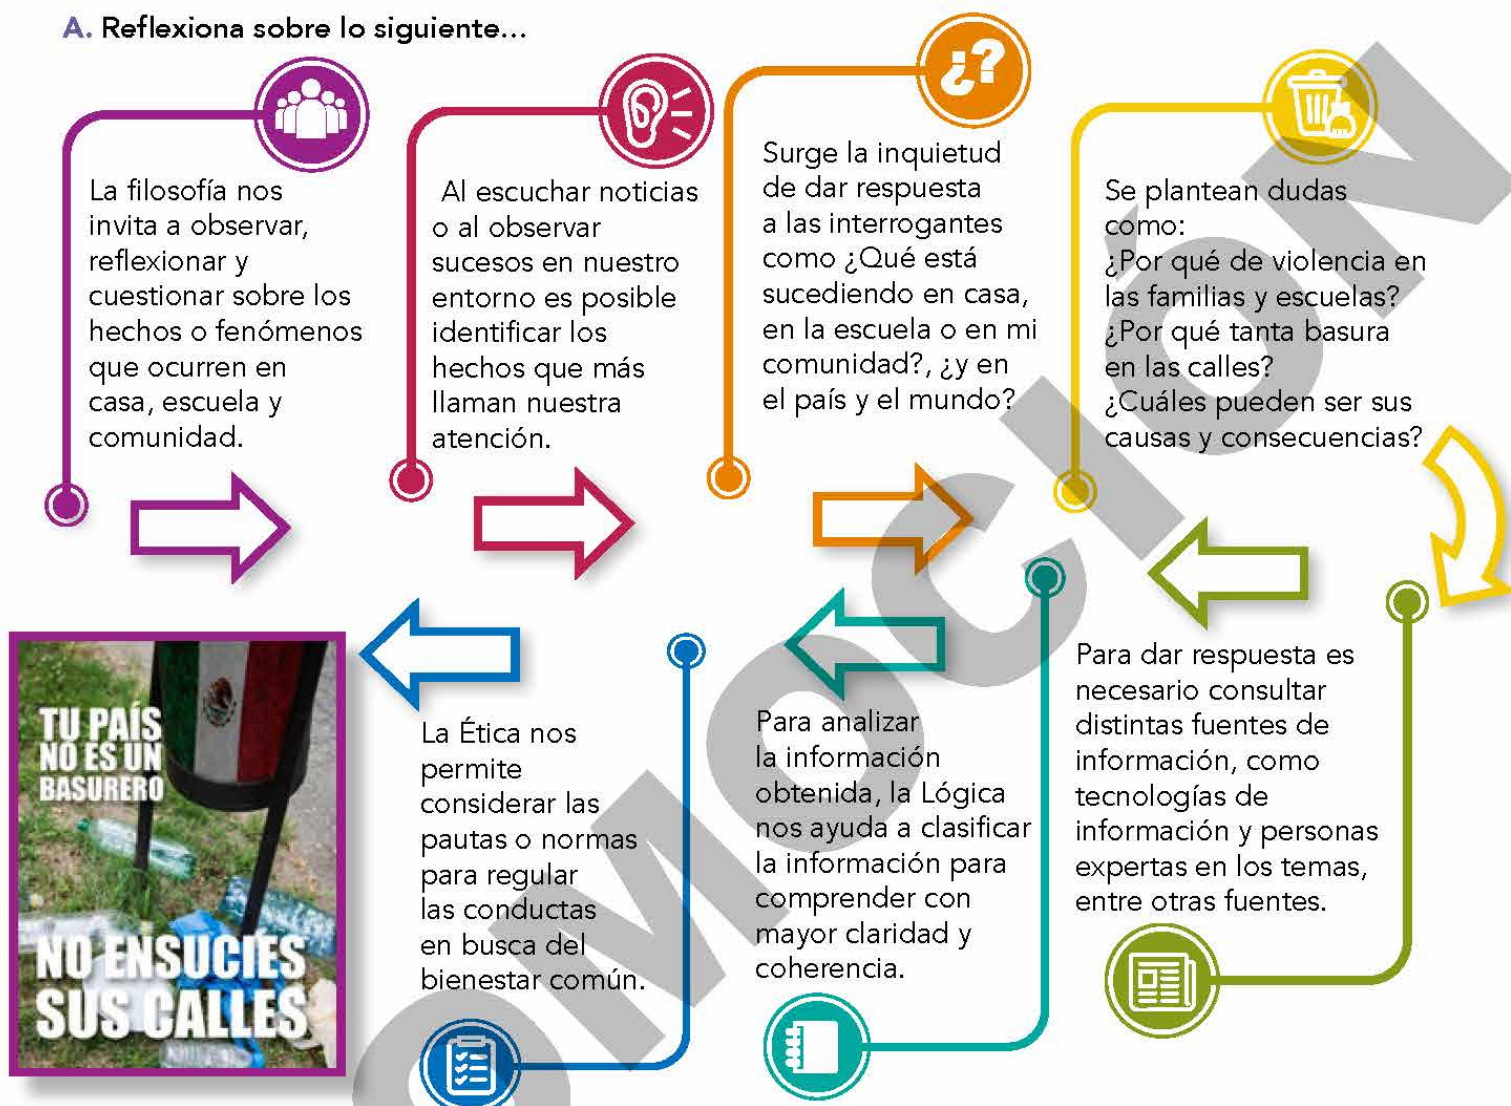 A. Reflexiona sobre lo siguiente...
La filosofía nos
invita a observar,
reflexionar y
cuestionar sobre los
hechos o fenómenos
que ocurren en
casa, escuela y
comunidad.
Al escuchar noticias
o al observar
sucesos en nuestro
entorno es posible
identificar los
hechos que más
llaman nuestra
atención.
¿?
Surge la inquietud
de dar respuesta
a las interrogantes
como ¿Qué está
sucediendo en casa,
en la escuela o en mi
comunidad?, ¿y en
el país y el mundo?
Se plantean dudas
como:
¿Por qué de violencia en
las familias y escuelas?
¿Por qué tanta basura
en las calles?
¿Cuáles pueden ser sus
causas y consecuencias?
Para dar respuesta es
necesario consultar
distintas fuentes de
información, como
tecnologías de
información y personas
expertas en los temas,
entre otras fuentes.
Para analizar
la información
obtenida, la Lógica
nos ayuda a clasificar
la información para
comprender con
mayor claridad y
coherencia.
La Ética nos
permite
considerar las
pautas o normas
para regular
las conductas
en busca del
bienestar común.
TU PAÍS
NO ES UN
BASURERO
NO ENSUCIES
SUS CALLES
OMOCIÓN